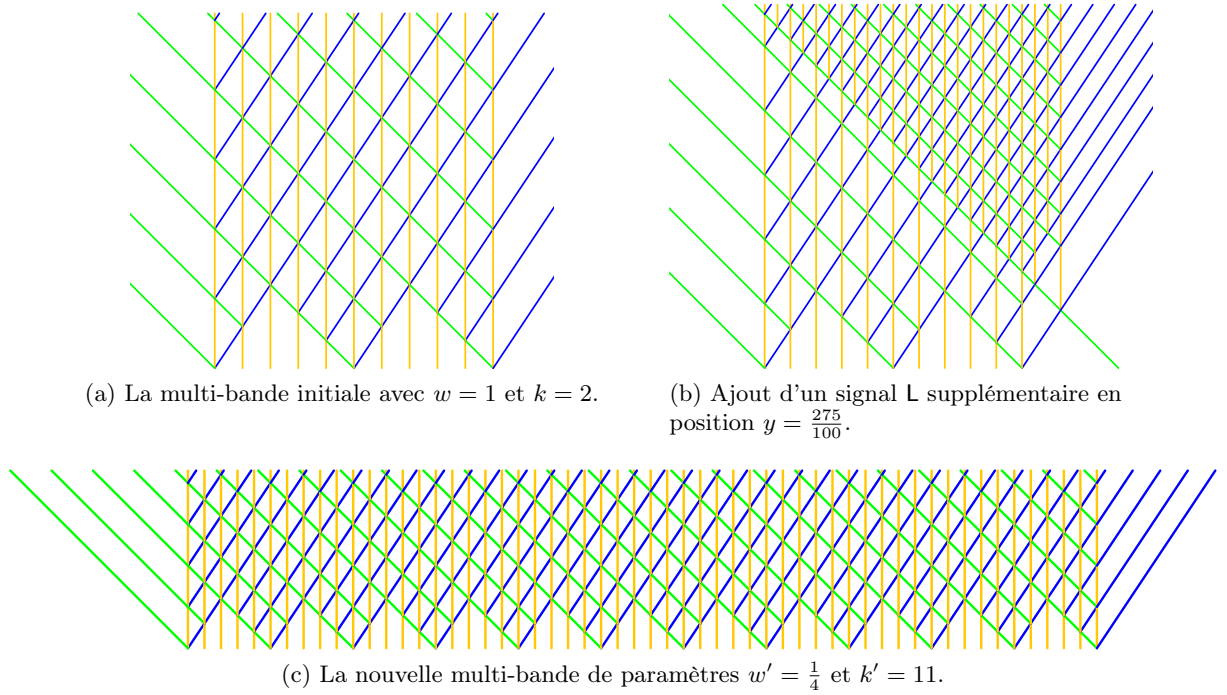 (a) La multi-bande initiale avec w = 1 et k = 2.
(b) Ajout d'un signal L supplémentaire en
position y = 275/100.
(c) La nouvelle multi-bande de paramètres w′ = 1/4 et k′ = 11.